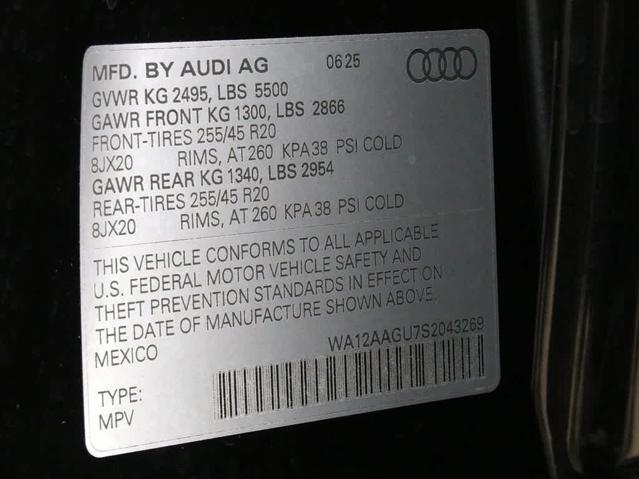 MFD. BY AUDI AG 06 25
GVWR KG 2495, LBS 5500
GAWR FRONT KG 1300, LBS 2866
FRONT-TIRES 255/45 R20
8JX20 RIMS, AT 260 KPA 38 PSI COLD
GAWR REAR KG 1340, LBS 2954
REAR-TIRES 255/45 R20
8JX20 RIMS, AT 260 KPA 38 PSI COLD
THIS VEHICLE CONFORMS TO ALL APPLICABLE
U.S. FEDERAL MOTOR VEHICLE SAFETY AND
THEFT PREVENTION STANDARDS IN EFFECT ON
THE DATE OF MANUFACTURE SHOWN ABOVE.
MEXICO WA12AAGU7S2043269
TYPE:
MPV